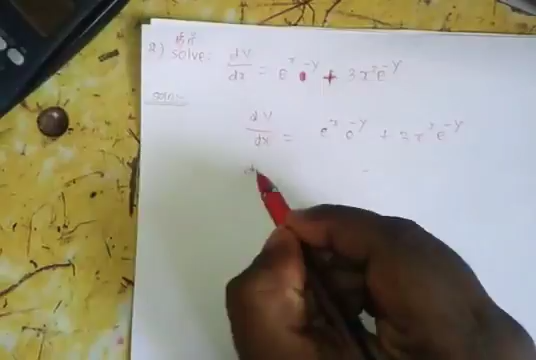 2) Solve: dy/dx = e^x e^-y + 3x^2 e^-y
Soln:-
dy/dx = e^x e^-y + 3x^2 e^-y
d